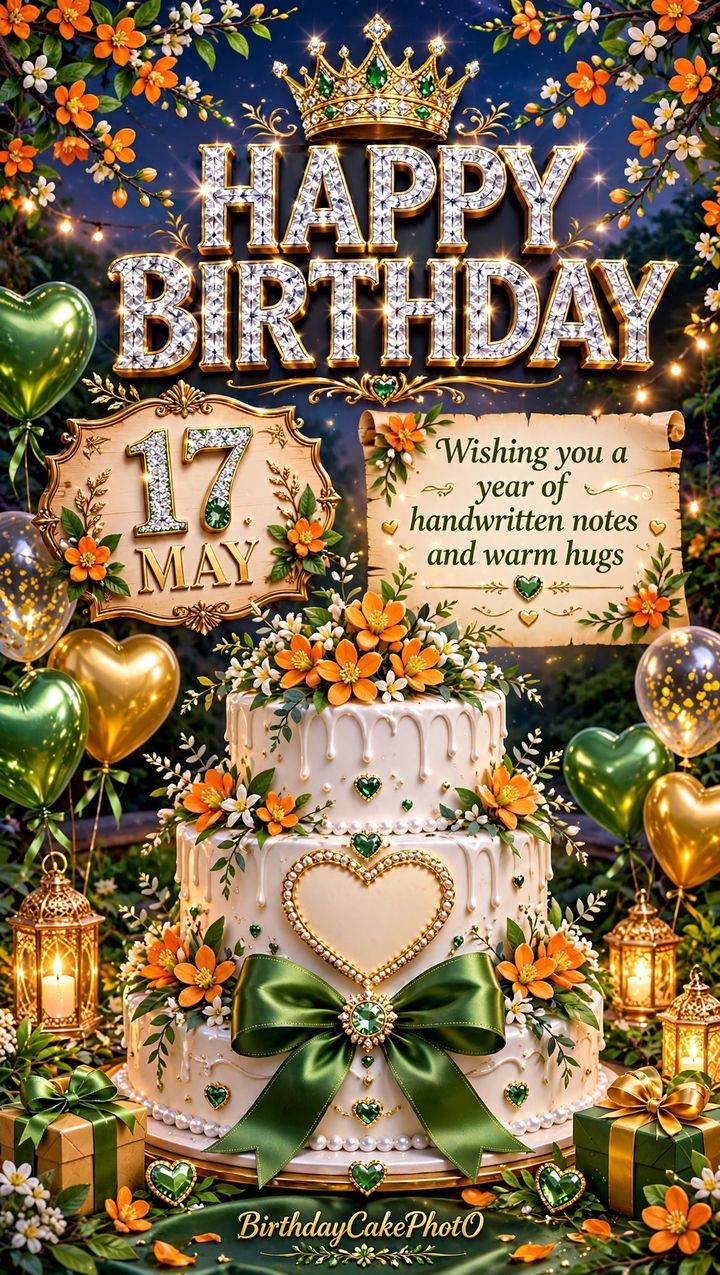 HAPPY
BIRTHDAY
17
MAY
Wishing you a
year of
handwritten notes
and warm hugs
BirthdayCakePhotO